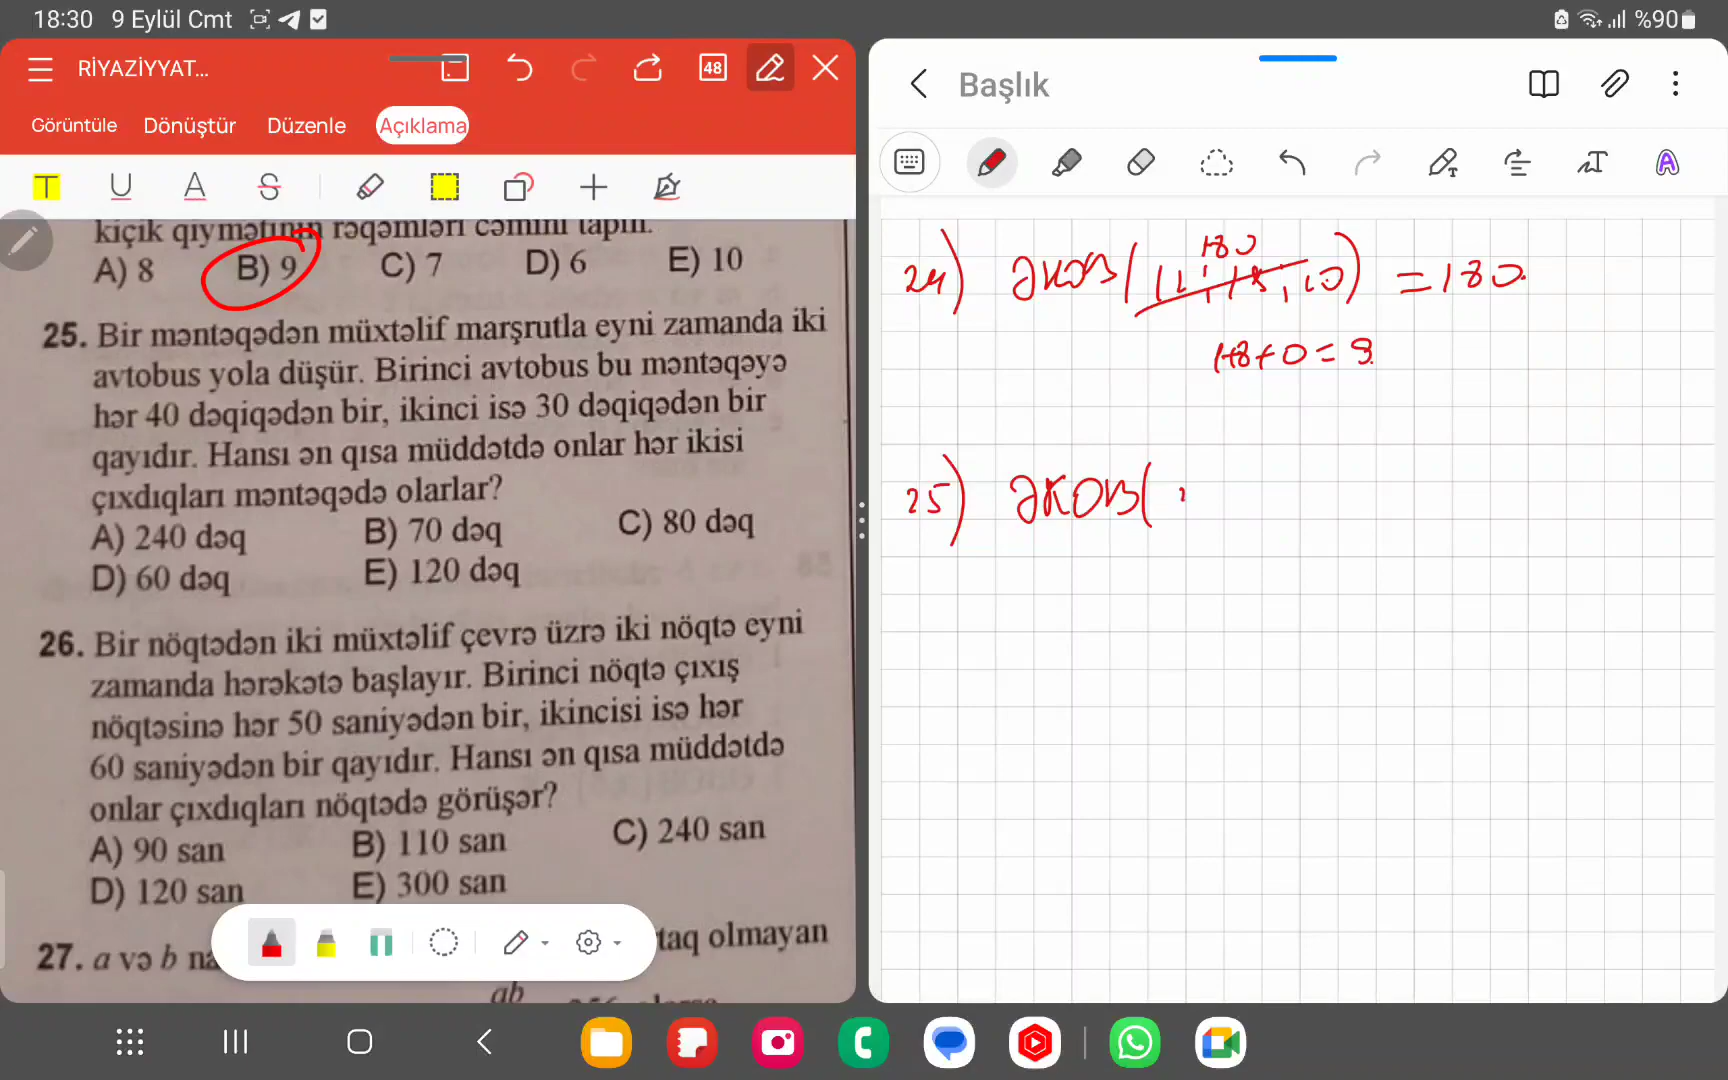 18:30 9 Eylül Cmt %90
RİYAZİYYAT... 48
Görüntüle Dönüştür Düzenle Açıklama
Başlık
kiçik qiymətinin rəqəmləri cəmini tapın.
A) 8 B) 9 C) 7 D) 6 E) 10
25. Bir məntəqədən müxtəlif marşrutla eyni zamanda iki
avtobus yola düşür. Birinci avtobus bu məntəqəyə
hər 40 dəqiqədən bir, ikinci isə 30 dəqiqədən bir
qayıdır. Hansı ən qısa müddətdə onlar hər ikisi
çıxdıqları məntəqədə olarlar?
A) 240 dəq B) 70 dəq C) 80 dəq
D) 60 dəq E) 120 dəq
26. Bir nöqtədən iki müxtəlif çevrə üzrə iki nöqtə eyni
zamanda hərəkətə başlayır. Birinci nöqtə çıxış
nöqtəsinə hər 50 saniyədən bir, ikincisi isə hər
60 saniyədən bir qayıdır. Hansı ən qısa müddətdə
onlar çıxdıqları nöqtədə görüşər?
A) 90 san B) 110 san C) 240 san
D) 120 san E) 300 san
27. a və b taq olmayan
ab
180
24) ƏKOB(12, 18, 10) = 180
1+8+0=9
25) ƏKOB(